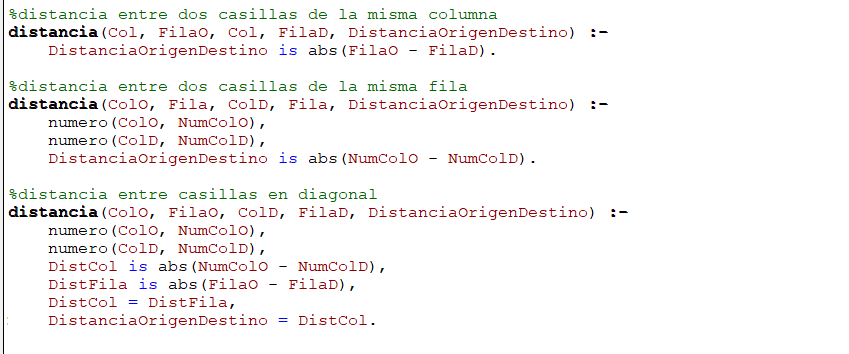 %distancia entre dos casillas de la misma columna
distancia(Col, FilaO, Col, FilaD, DistanciaOrigenDestino) :-
    DistanciaOrigenDestino is abs(FilaO - FilaD).

%distancia entre dos casillas de la misma fila
distancia(ColO, Fila, ColD, Fila, DistanciaOrigenDestino) :-
    numero(ColO, NumColO),
    numero(ColD, NumColD),
    DistanciaOrigenDestino is abs(NumColO - NumColD).

%distancia entre casillas en diagonal
distancia(ColO, FilaO, ColD, FilaD, DistanciaOrigenDestino) :-
    numero(ColO, NumColO),
    numero(ColD, NumColD),
    DistCol is abs(NumColO - NumColD),
    DistFila is abs(FilaO - FilaD),
    DistCol = DistFila,
    DistanciaOrigenDestino = DistCol.